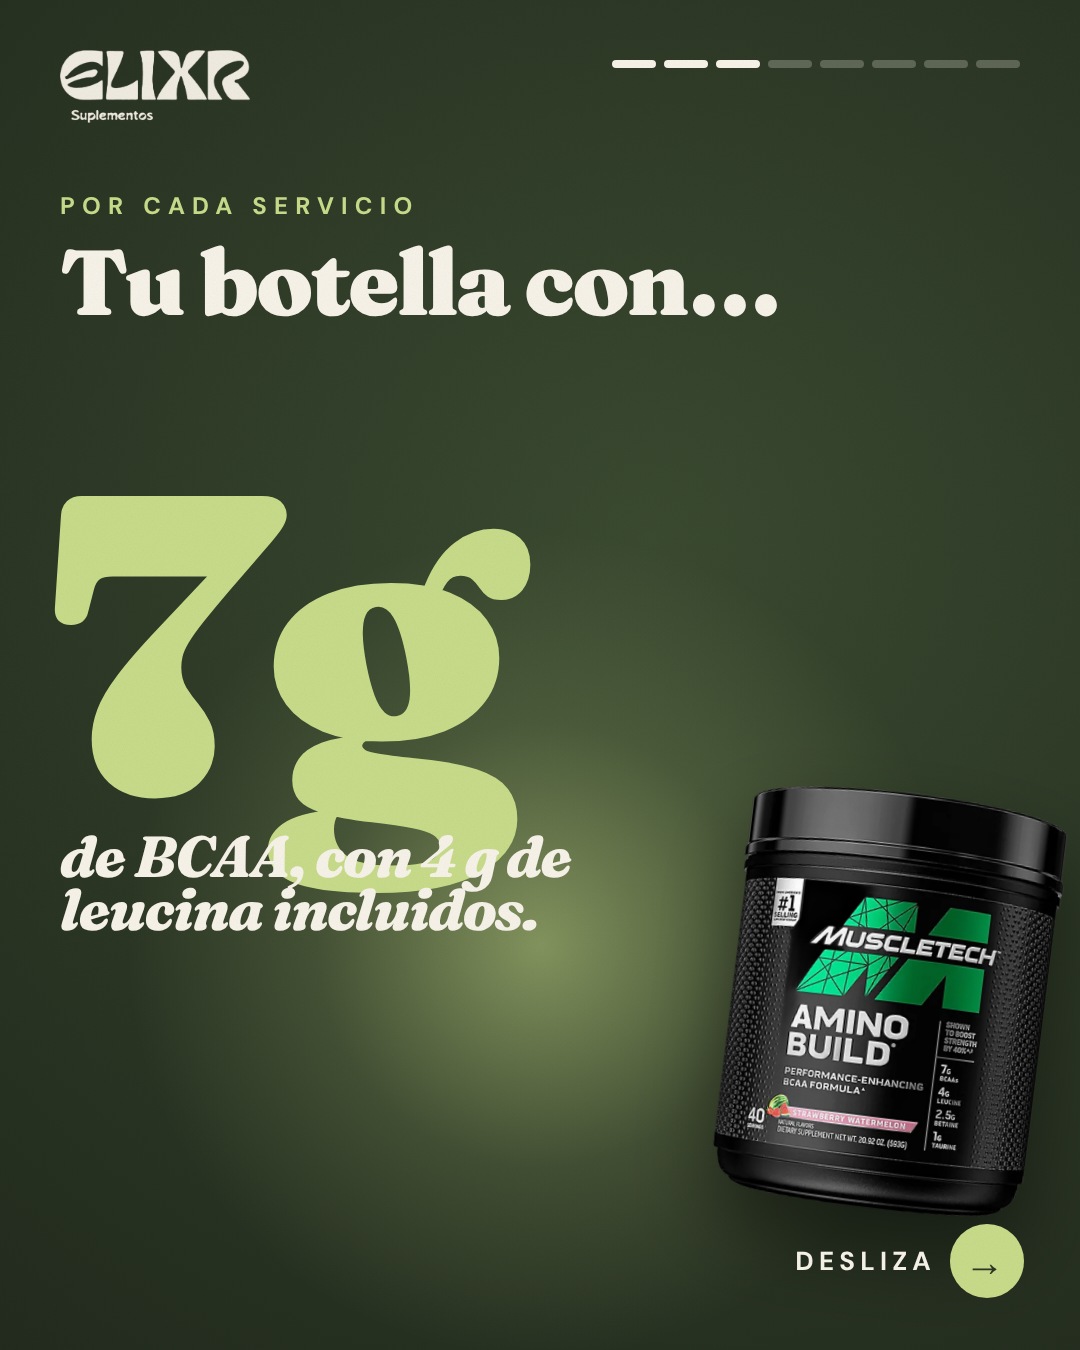 ELIXR
Suplementos
POR CADA SERVICIO
Tu botella con...
7g
de BCAA, con 4 g de
leucina incluidos.
#1
SELLING
MUSCLETECH
AMINO
BUILD
PERFORMANCE-ENHANCING
BCAA FORMULA
SHOWN
TO BOOST
STRENGTH
BY 40%
7G
BCAAs
4G
LEUCINE
2.5G
BETAINE
1G
TAURINE
40
STRAWBERRY WATERMELON
NATURAL FLAVORS
DIETARY SUPPLEMENT NET WT. 20.92 OZ. (593G)
DESLIZA →